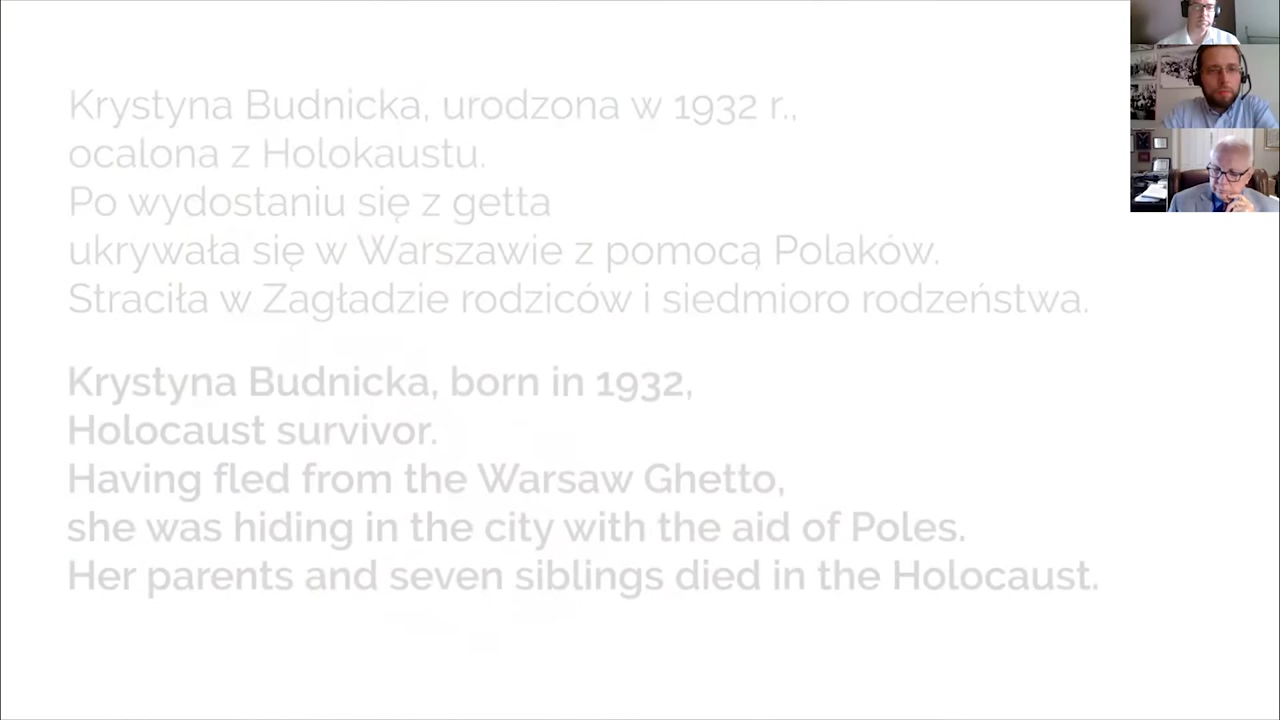 Krystyna Budnicka, urodzona w 1932 r.,
ocalona z Holokaustu.
Po wydostaniu się z getta
ukrywała się w Warszawie z pomocą Polaków.
Straciła w Zagładzie rodziców i siedmioro rodzeństwa.
Krystyna Budnicka, born in 1932,
Holocaust survivor.
Having fled from the Warsaw Ghetto,
she was hiding in the city with the aid of Poles.
Her parents and seven siblings died in the Holocaust.